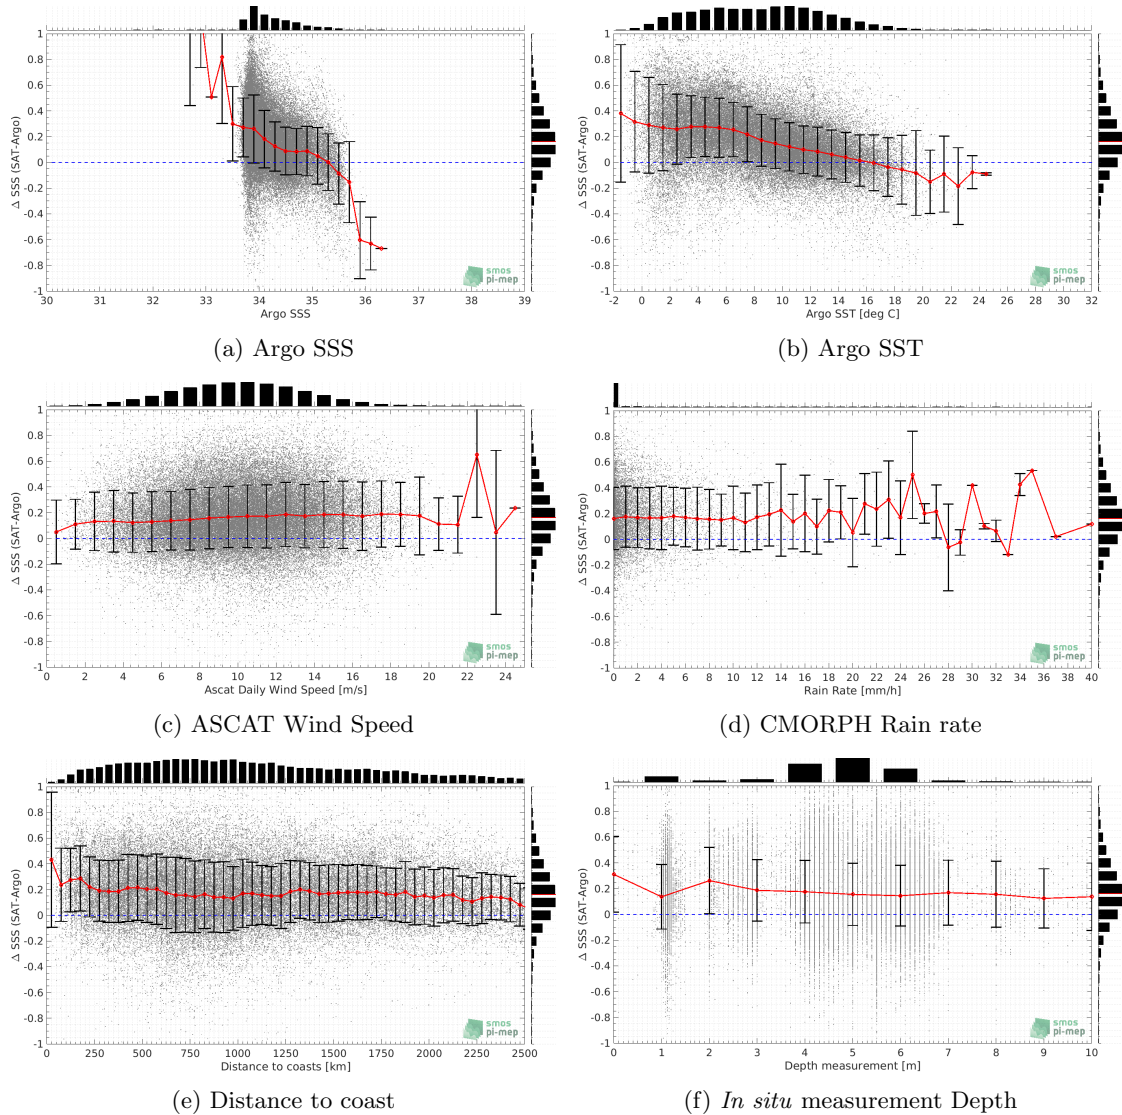 1
0.8
0.6
0.4
0.2
0
-0.2
-0.4
-0.6
-0.8
-1
Δ SSS (SAT-Argo)
30 31 32 33 34 35 36 37 38 39
Argo SSS
smos
pi-mep
(a) Argo SSS
1
0.8
0.6
0.4
0.2
0
-0.2
-0.4
-0.6
-0.8
-1
Δ SSS (SAT-Argo)
-2 0 2 4 6 8 10 12 14 16 18 20 22 24 26 28 30 32
Argo SST [deg C]
smos
pi-mep
(b) Argo SST
1
0.8
0.6
0.4
0.2
0
-0.2
-0.4
-0.6
-0.8
-1
Δ SSS (SAT-Argo)
0 2 4 6 8 10 12 14 16 18 20 22 24
Ascat Daily Wind Speed [m/s]
smos
pi-mep
(c) ASCAT Wind Speed
1
0.8
0.6
0.4
0.2
0
-0.2
-0.4
-0.6
-0.8
-1
Δ SSS (SAT-Argo)
0 2 4 6 8 10 12 14 16 18 20 22 24 26 28 30 32 34 36 38 40
Rain Rate [mm/h]
smos
pi-mep
(d) CMORPH Rain rate
1
0.8
0.6
0.4
0.2
0
-0.2
-0.4
-0.6
-0.8
-1
Δ SSS (SAT-Argo)
0 250 500 750 1000 1250 1500 1750 2000 2250 2500
Distance to coasts [km]
smos
pi-mep
(e) Distance to coast
1
0.8
0.6
0.4
0.2
0
-0.2
-0.4
-0.6
-0.8
-1
Δ SSS (SAT-Argo)
0 1 2 3 4 5 6 7 8 9 10
Depth measurement [m]
smos
pi-mep
(f) In situ measurement Depth